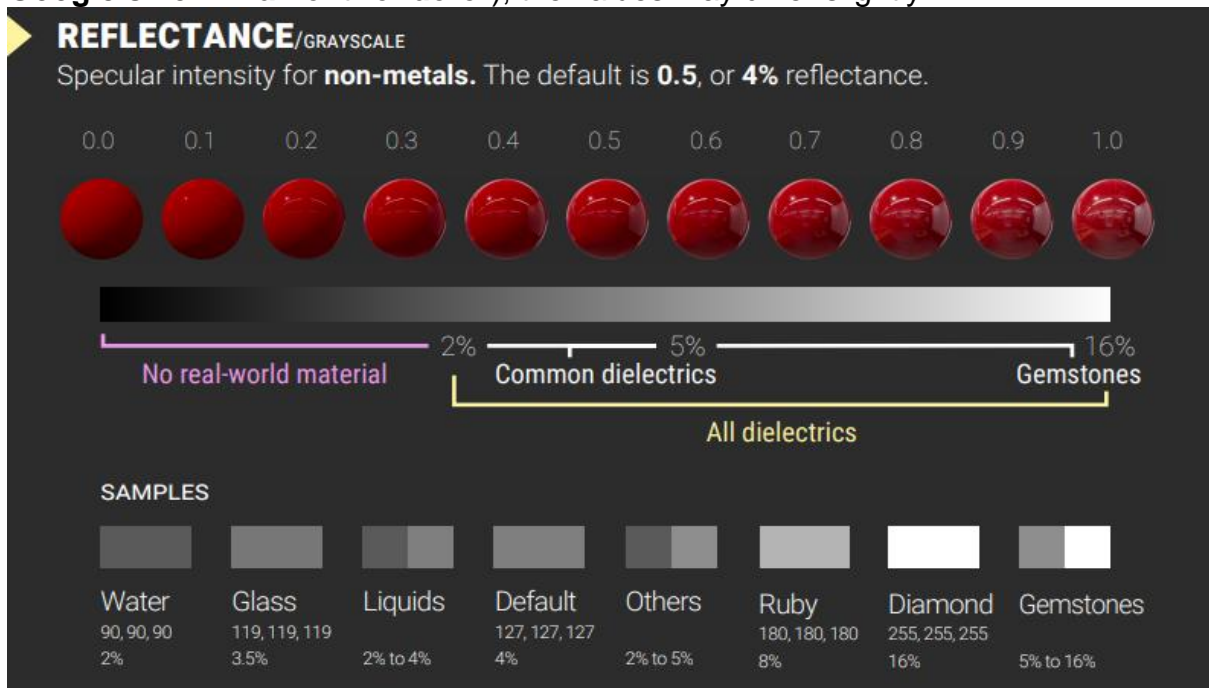 REFLECTANCE/GRAYSCALE
Specular intensity for non-metals. The default is 0.5, or 4% reflectance.
0.0 0.1 0.2 0.3 0.4 0.5 0.6 0.7 0.8 0.9 1.0
2% 5% 16%
No real-world material Common dielectrics Gemstones
All dielectrics
SAMPLES
Water Glass Liquids Default Others Ruby Diamond Gemstones
90, 90, 90 119, 119, 119 127, 127, 127 180, 180, 180 255, 255, 255
2% 3.5% 2% to 4% 4% 2% to 5% 8% 16% 5% to 16%